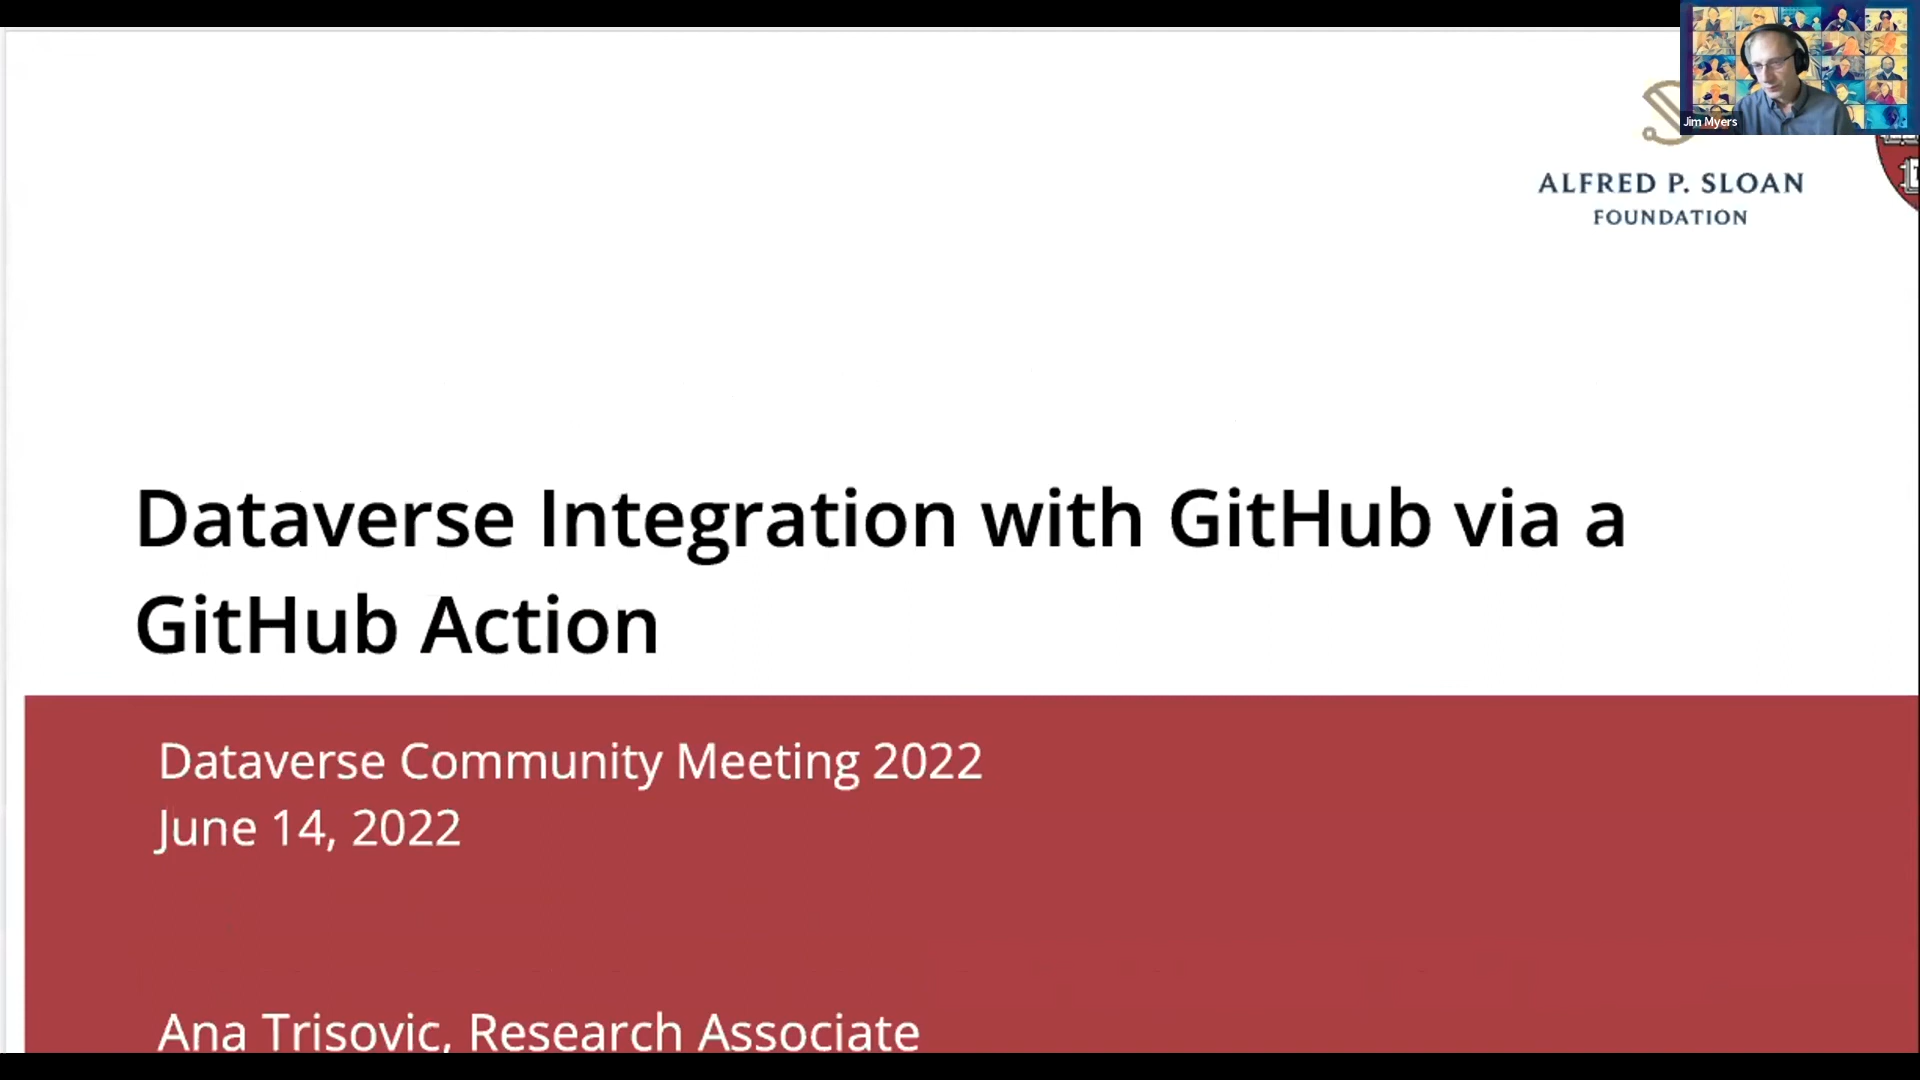 Jim Myers
ALFRED P. SLOAN
FOUNDATION
Dataverse Integration with GitHub via a
GitHub Action
Dataverse Community Meeting 2022
June 14, 2022
Ana Trisovic, Research Associate